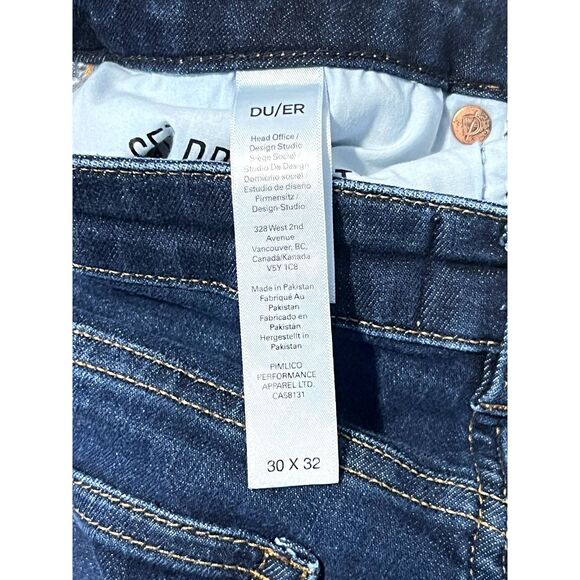 DU/ER
Head Office /
Design Studio
Siège Social /
Studio De Design
Domicilio social /
Estudio de diseno
Firmensitz /
Design-Studio
328 West 2nd
Avenue
Vancouver, BC,
Canada/Kanada
V5Y 1C8
Made in Pakistan
Fabriqué Au
Pakistan
Fabricado en
Pakistan
Hergestellt in
Pakistan
PIMLICO
PERFORMANCE
APPAREL LTD.
CA58131
30 X 32